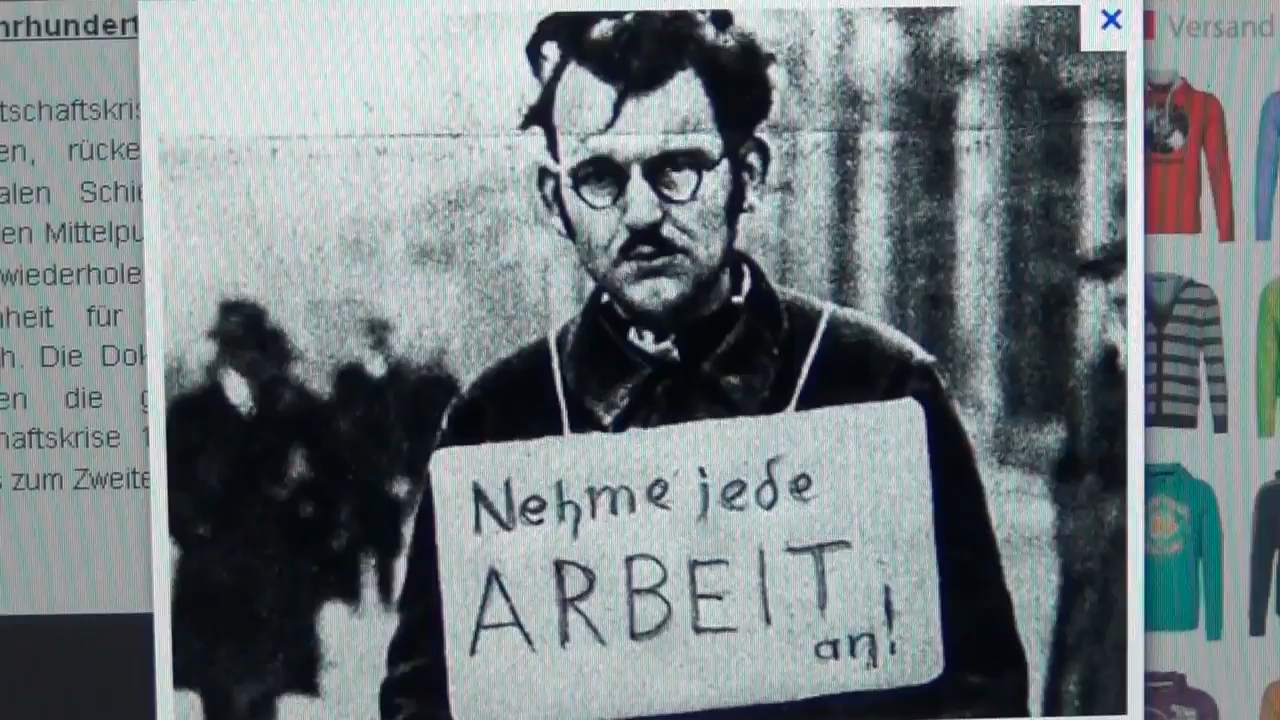 hrhundert
Versand
tschaftskris
en, rücke
alen Schie
en Mittelpu
wiederhole
heit für
h. Die Dok
en die g
haftskrise 1
s zum Zweite
Nehme jede
ARBEIT
an!